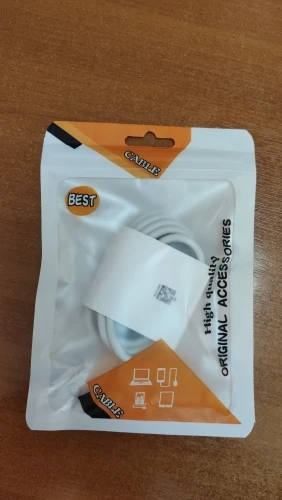 CABLE
BEST
High quality
ORIGINAL ACCESSORIES
CABLE